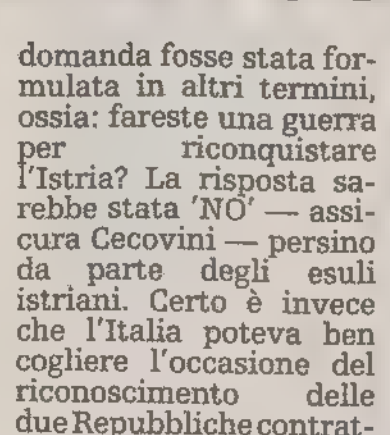 domanda fosse stata for-
mulata in altri termini,
ossia: fareste una guerra
per riconquistare
l'Istria? La risposta sa-
rebbe stata 'NO' — assi-
cura Cecovini — persino
da parte degli esuli
istriani. Certo è invece
che l'Italia poteva ben
cogliere l'occasione del
riconoscimento delle
due Repubbliche contrat-